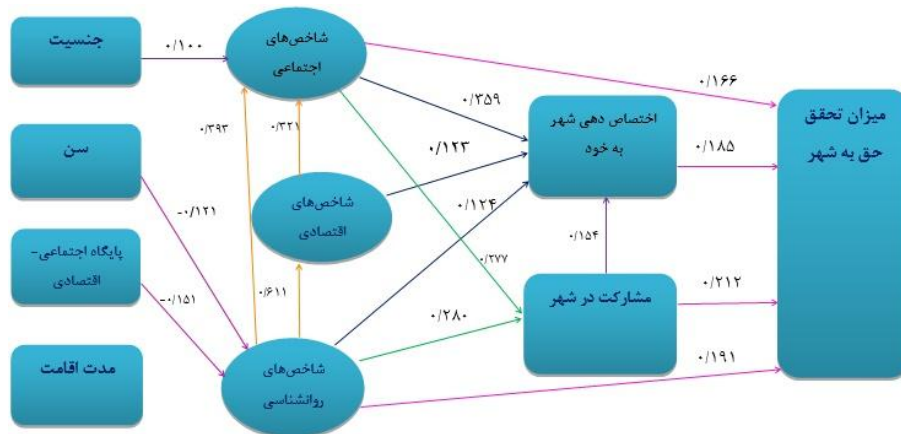 جنسیت
۰/۱۰۰
شاخص‌های
اجتماعی
۰/۱۶۶
۰/۳۵۹
۰/۳۹۳
۰/۳۲۱
۰/۱۲۳
اختصاص دهی شهر
به خود
۰/۱۸۵
میزان تحقق
حق به شهر
سن
-۰/۱۲۱
شاخص‌های
اقتصادی
۰/۱۲۴
۰/۲۷۷
۰/۱۵۴
پایگاه اجتماعی-
اقتصادی
-۰/۱۵۱
۰/۶۱۱
۰/۲۸۰
مشارکت در شهر
۰/۲۱۲
مدت اقامت
شاخص‌های
روانشناسی
۰/۱۹۱